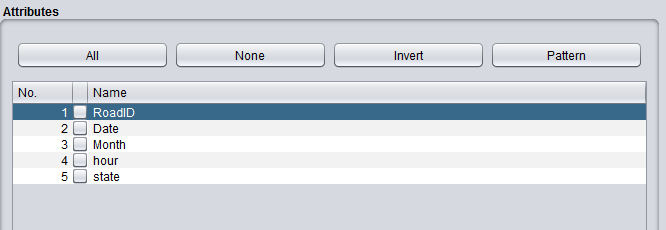 Attributes
All None Invert Pattern
No. Name
1 RoadID
2 Date
3 Month
4 hour
5 state